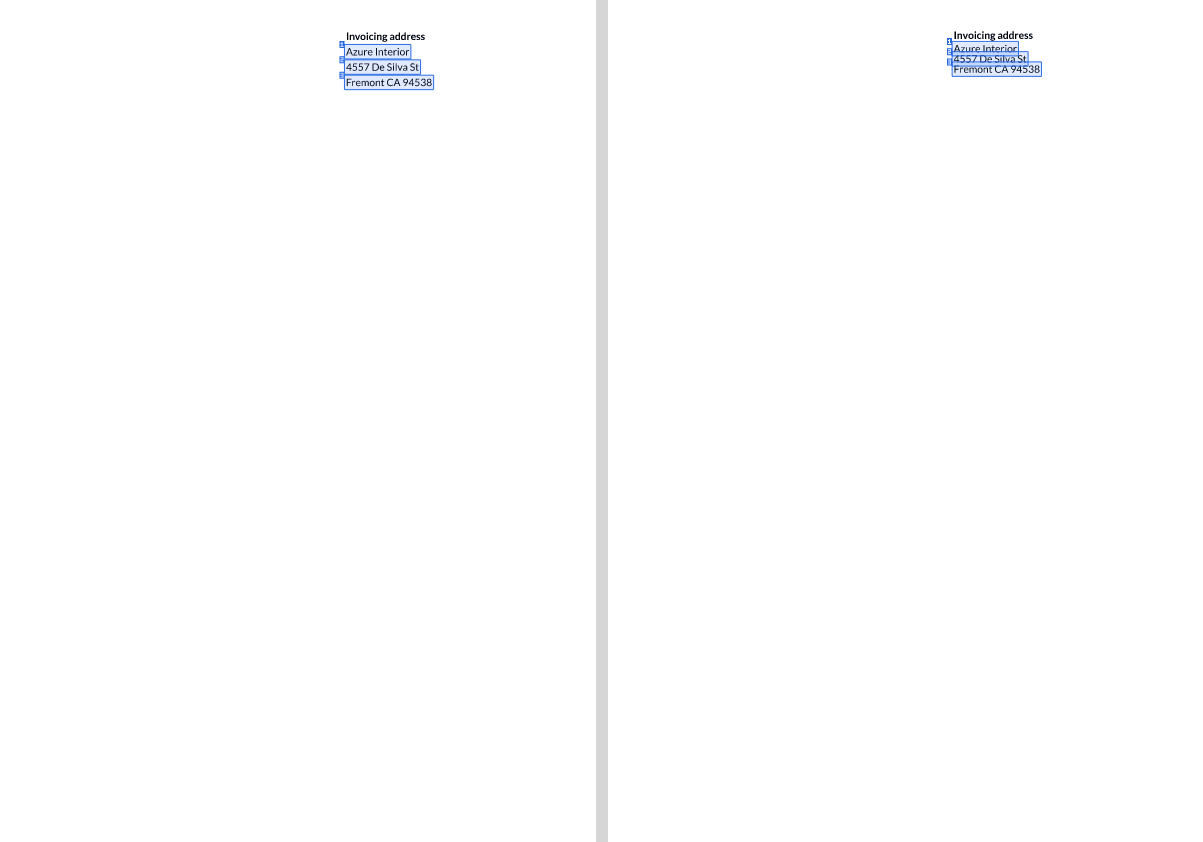 Invoicing address
Azure Interior
4557 De Silva St
Fremont CA 94538
Invoicing address
Azure Interior
4557 De Silva St
Fremont CA 94538